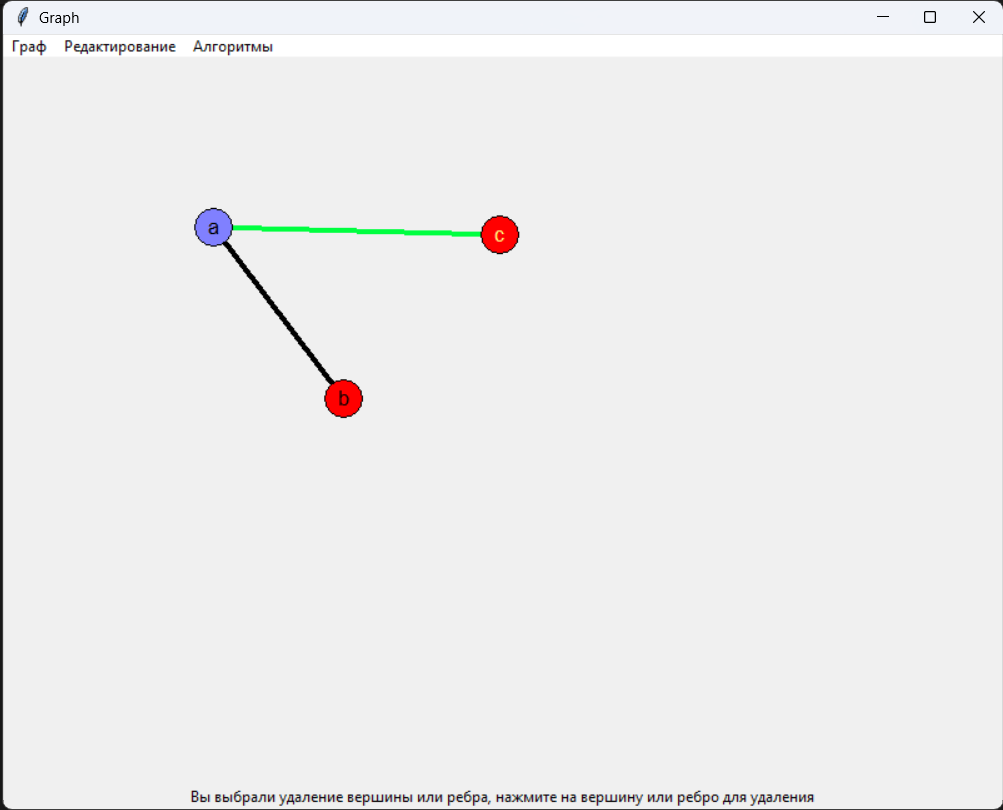 Graph
Граф Редактирование Алгоритмы
a
c
b
Вы выбрали удаление вершины или ребра, нажмите на вершину или ребро для удаления